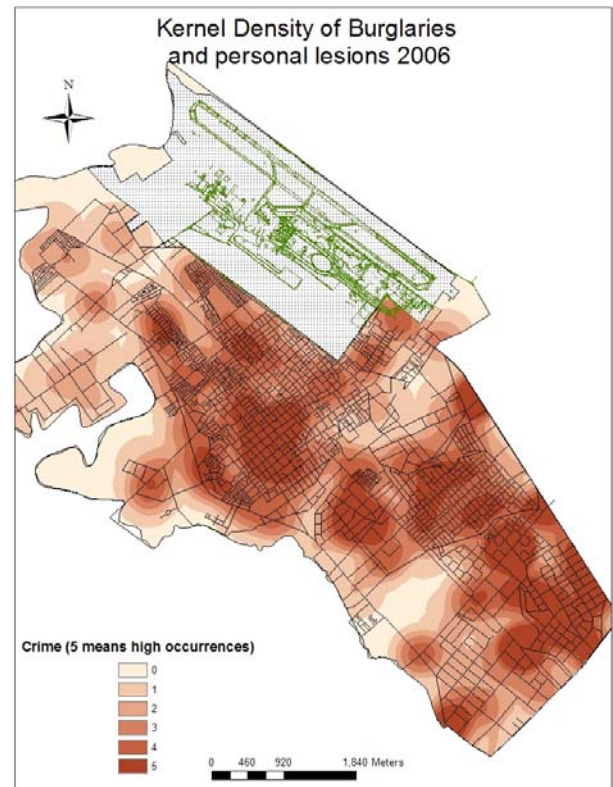 Kernel Density of Burglaries
and personal lesions 2006
N
Crime (5 means high occurrences)
0
1
2
3
4
5
0 460 920 1,840 Meters